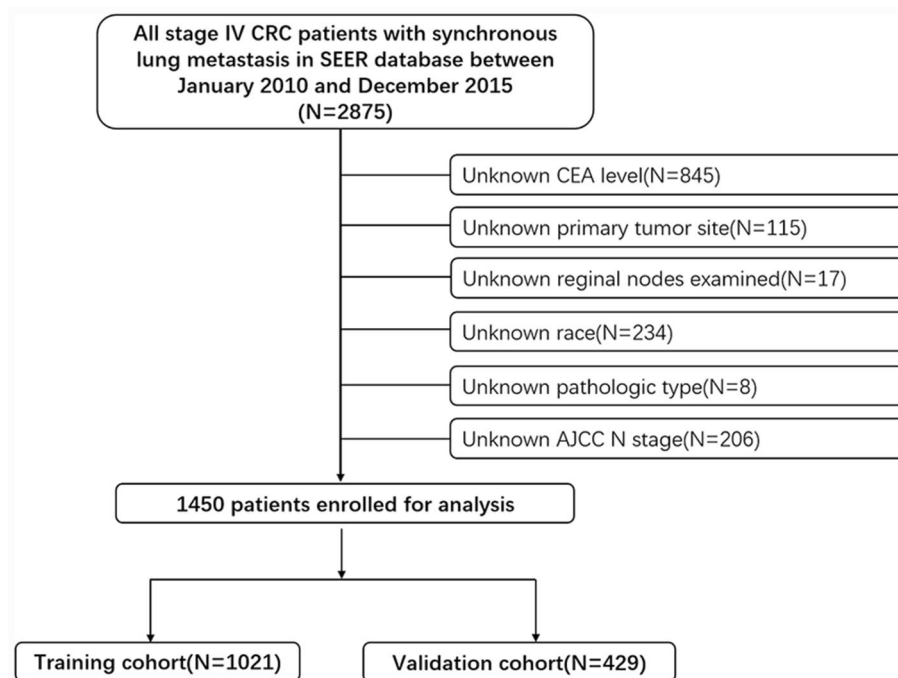 All stage IV CRC patients with synchronous
lung metastasis in SEER database between
January 2010 and December 2015
(N=2875)
Unknown CEA level(N=845)
Unknown primary tumor site(N=115)
Unknown reginal nodes examined(N=17)
Unknown race(N=234)
Unknown pathologic type(N=8)
Unknown AJCC N stage(N=206)
1450 patients enrolled for analysis
Training cohort(N=1021)
Validation cohort(N=429)